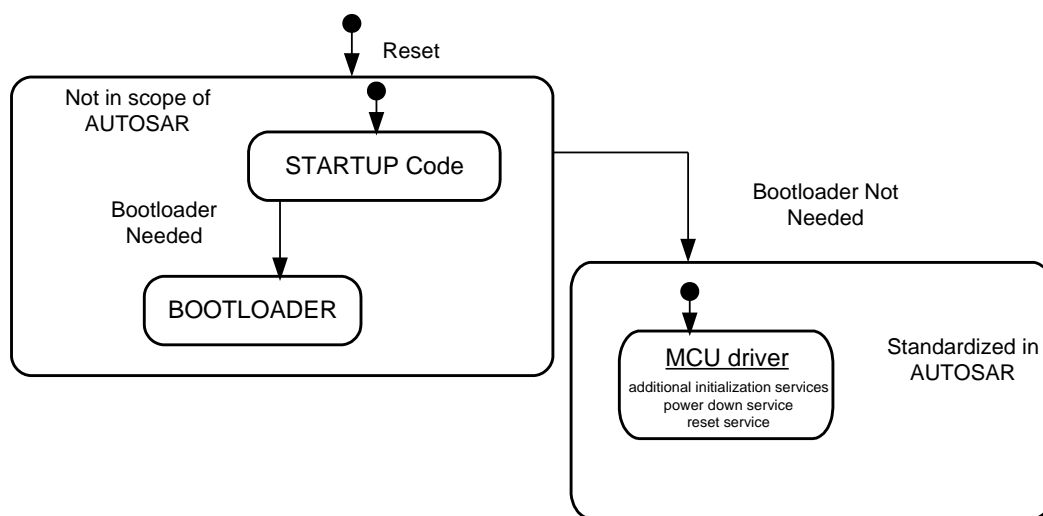 Reset
Not in scope of
AUTOSAR
STARTUP Code
Bootloader
Needed
BOOTLOADER
Bootloader Not
Needed
MCU driver
additional initialization services
power down service
reset service
Standardized in
AUTOSAR